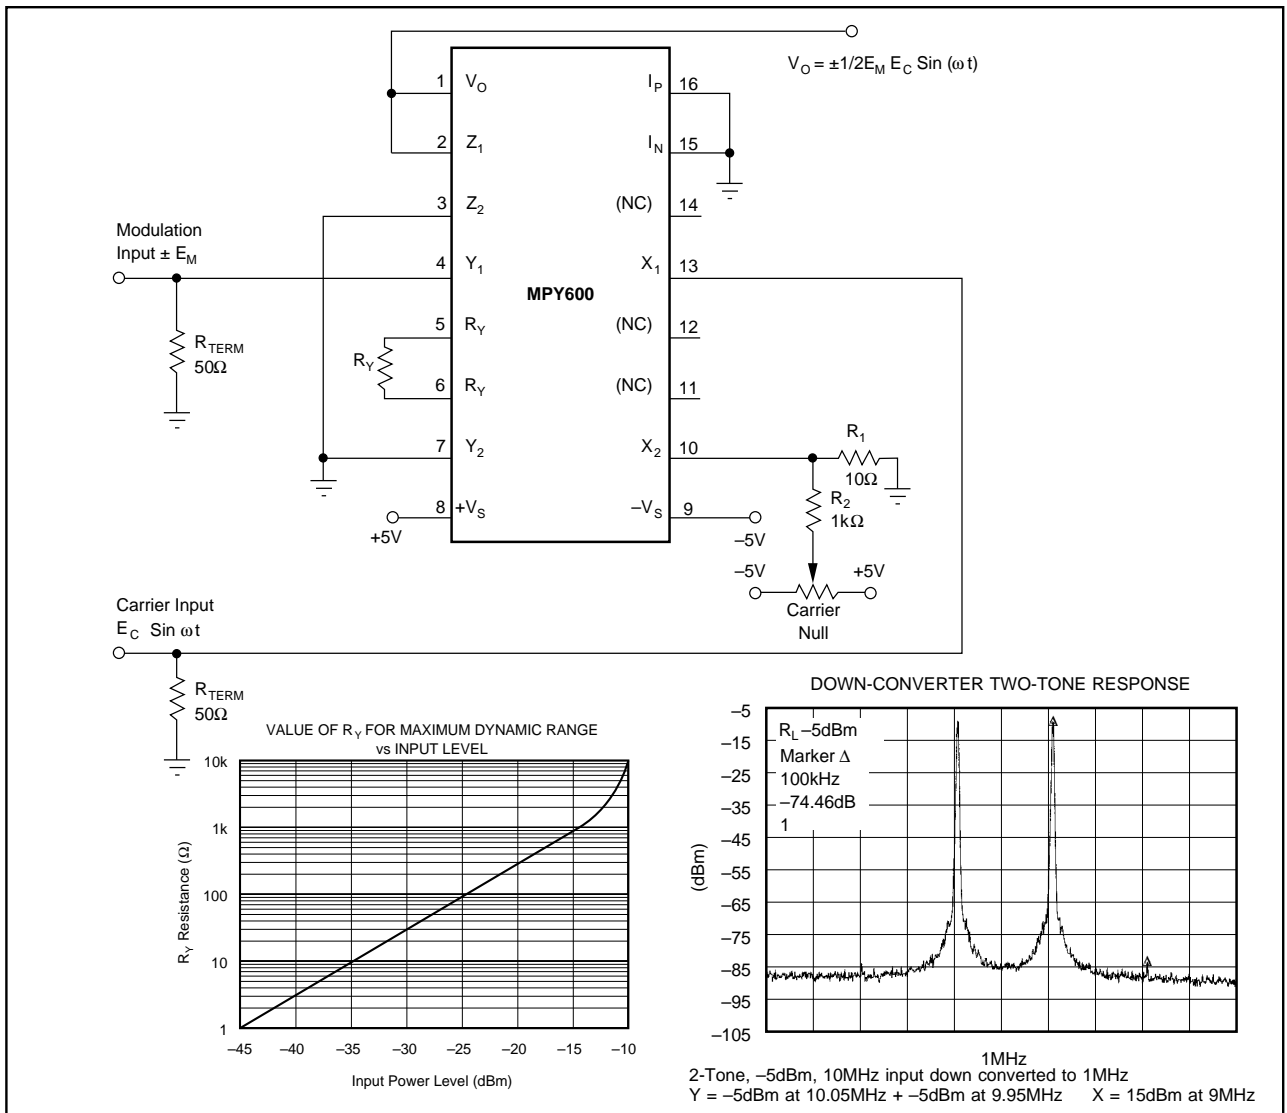 V_O = ±1/2E_M E_C Sin (ωt)
1 V_O
2 Z_1
3 Z_2
4 Y_1
5 R_Y
6 R_Y
7 Y_2
8 +V_S
+5V
MPY600
I_P 16
I_N 15
(NC) 14
X_1 13
(NC) 12
(NC) 11
X_2 10
–V_S 9
–5V
Modulation
Input ± E_M
R_TERM
50Ω
R_Y
R_1
10Ω
R_2
1kΩ
–5V
+5V
Carrier
Null
Carrier Input
E_C Sin ωt
R_TERM
50Ω
VALUE OF R_Y FOR MAXIMUM DYNAMIC RANGE
vs INPUT LEVEL
10k
1k
100
10
1
R_Y Resistance (Ω)
–45 –40 –35 –30 –25 –20 –15 –10
Input Power Level (dBm)
DOWN-CONVERTER TWO-TONE RESPONSE
R_L –5dBm
Marker Δ
100kHz
–74.46dB
1
–5
–15
–25
–35
–45
–55
–65
–75
–85
–95
–105
(dBm)
1MHz
2-Tone, –5dBm, 10MHz input down converted to 1MHz
Y = –5dBm at 10.05MHz + –5dBm at 9.95MHz X = 15dBm at 9MHz